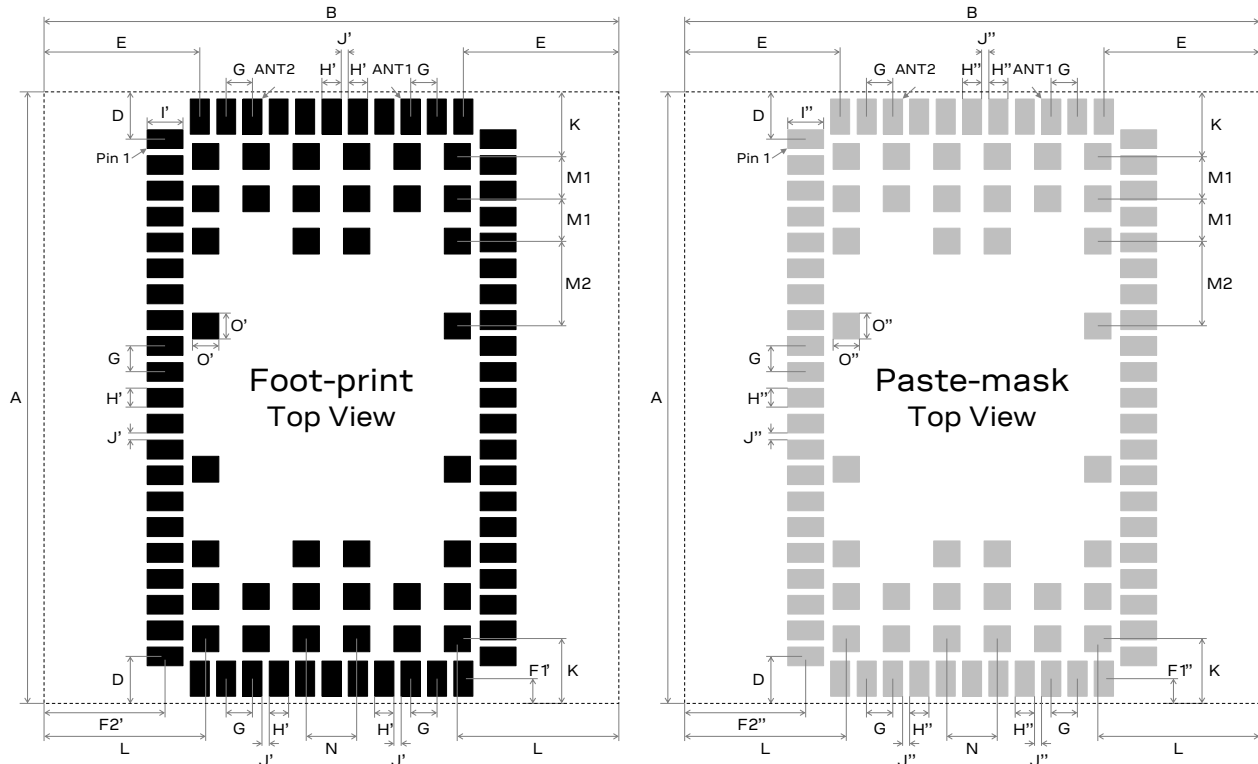 B B
E J' E E J'' E
G ANT2 H' H' ANT1 G G ANT2 H'' H'' ANT1 G
D I' K D I'' K
Pin 1 Pin 1
M1 M1
M1 M1
M2 M2
O' O''
G O' G O''
A H' Foot-print A H'' Paste-mask
Top View Top View
J' J''
D F1' K D F1'' K
F2' G H' H' G F2'' G H'' H'' G
L N L L N L
J' J' J'' J''